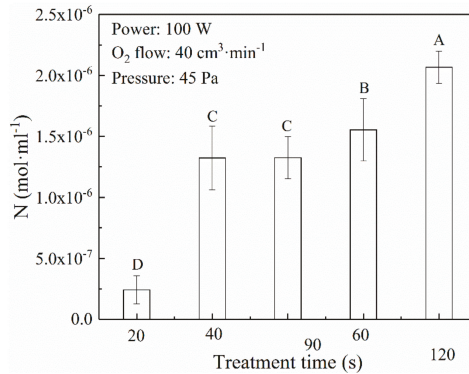 Power: 100 W
O₂ flow: 40 cm³·min⁻¹
Pressure: 45 Pa
A
B
C
C
D
2.5x10⁻⁶
2.0x10⁻⁶
1.5x10⁻⁶
1.0x10⁻⁶
5.0x10⁻⁷
0.0
N (mol·ml⁻¹)
20 40 90 60 120
Treatment time (s)